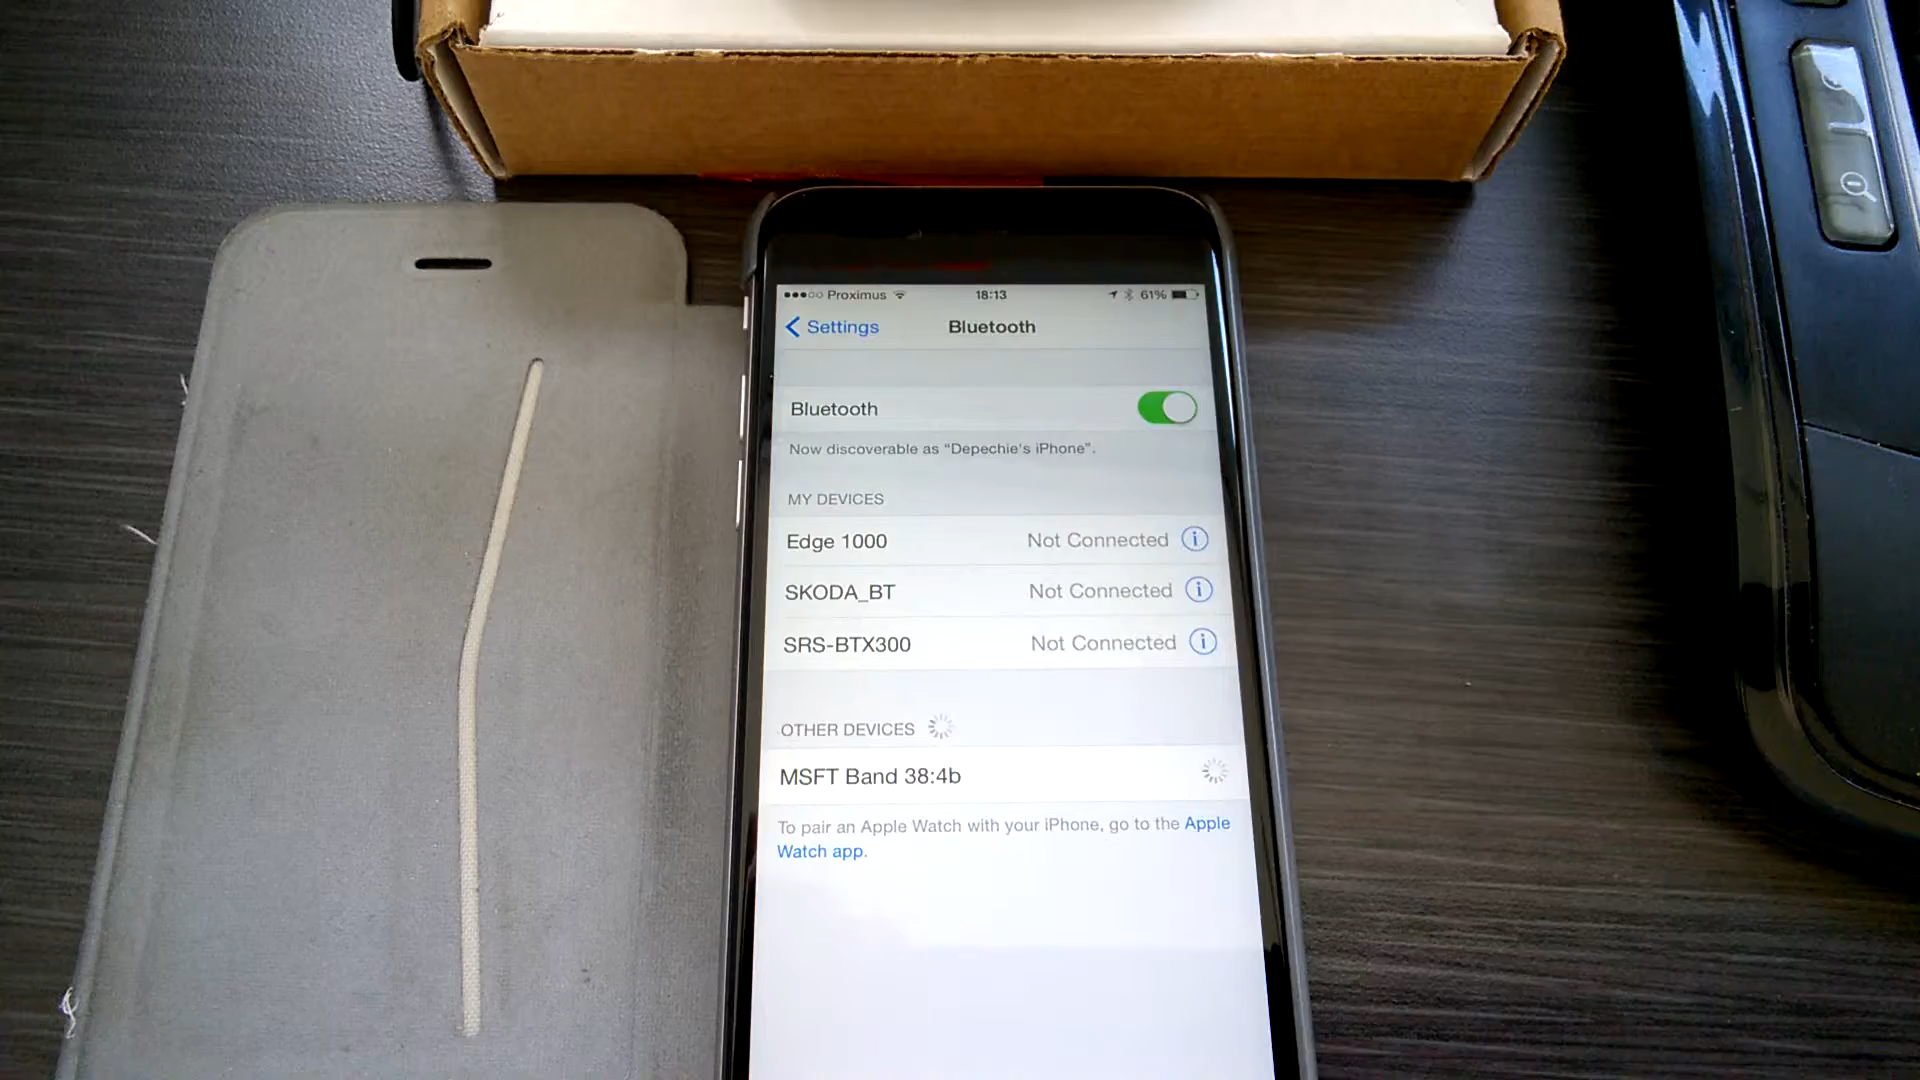 Proximus 18:13 61%
Settings Bluetooth
Bluetooth
Now discoverable as “Depechie's iPhone”.
MY DEVICES
Edge 1000 Not Connected i
SKODA_BT Not Connected i
SRS-BTX300 Not Connected i
OTHER DEVICES
MSFT Band 38:4b
To pair an Apple Watch with your iPhone, go to the Apple
Watch app.